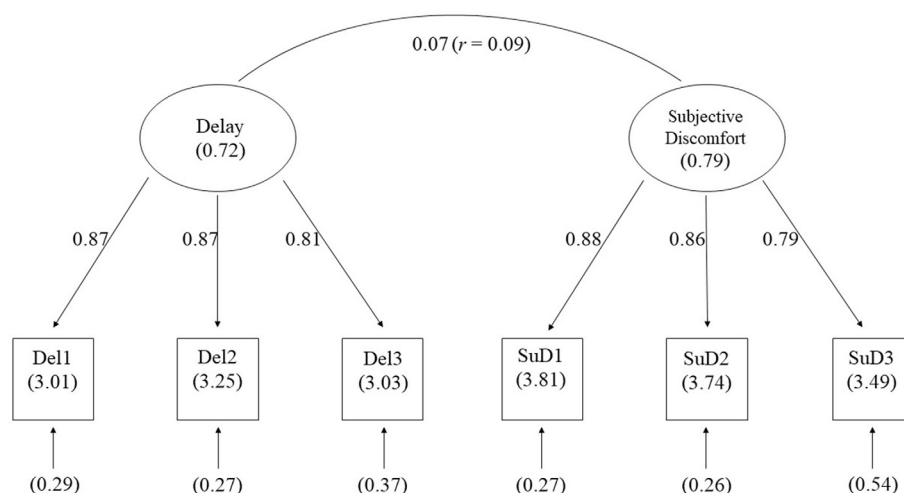 0.07 (r = 0.09)
Delay
(0.72)
Subjective
Discomfort
(0.79)
0.87
0.87
0.81
0.88
0.86
0.79
Del1
(3.01)
Del2
(3.25)
Del3
(3.03)
SuD1
(3.81)
SuD2
(3.74)
SuD3
(3.49)
(0.29)
(0.27)
(0.37)
(0.27)
(0.26)
(0.54)